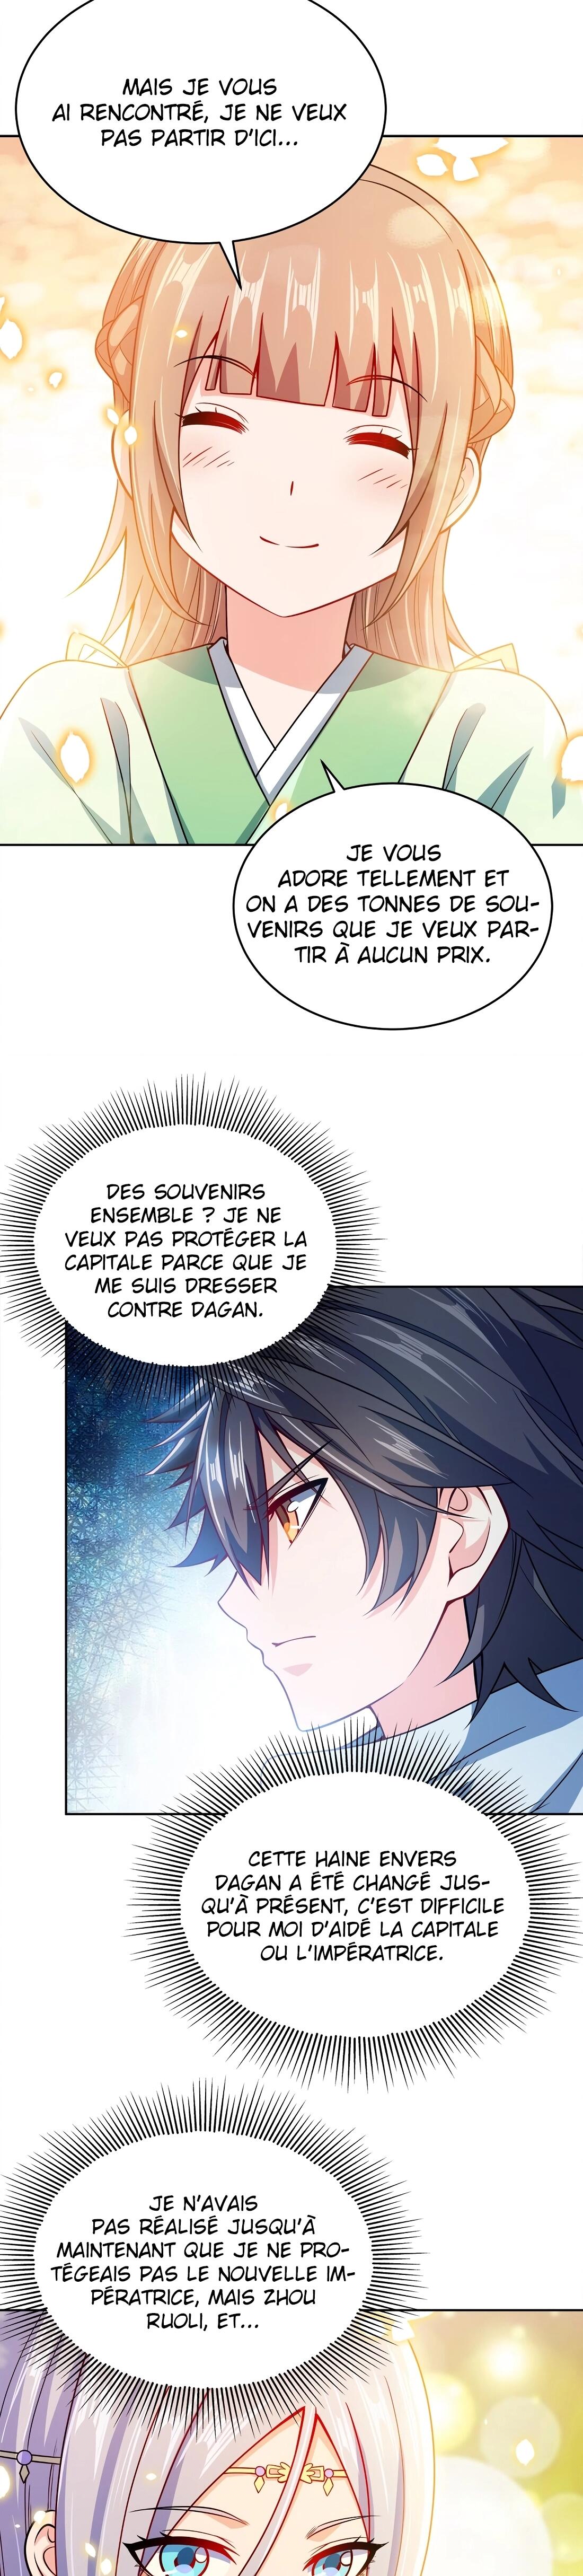 MAIS JE VOUS
AI RENCONTRÉ, JE NE VEUX
PAS PARTIR D'ICI...
JE VOUS
ADORE TELLEMENT ET
ON A DES TONNES DE SOU-
VENIRS QUE JE VEUX PAR-
TIR À AUCUN PRIX.
DES SOUVENIRS
ENSEMBLE ? JE NE
VEUX PAS PROTÉGER LA
CAPITALE PARCE QUE JE
ME SUIS DRESSER
CONTRE DAGAN.
CETTE HAINE ENVERS
DAGAN A ÉTÉ CHANGÉ JUS-
QU'À PRÉSENT, C'EST DIFFICILE
POUR MOI D'AIDÉ LA CAPITALE
OU L'IMPÉRATRICE.
JE N'AVAIS
PAS RÉALISÉ JUSQU'À
MAINTENANT QUE JE NE PRO-
TÉGEAIS PAS LE NOUVELLE IM-
PÉRATRICE, MAIS ZHOU
RUOLI, ET...